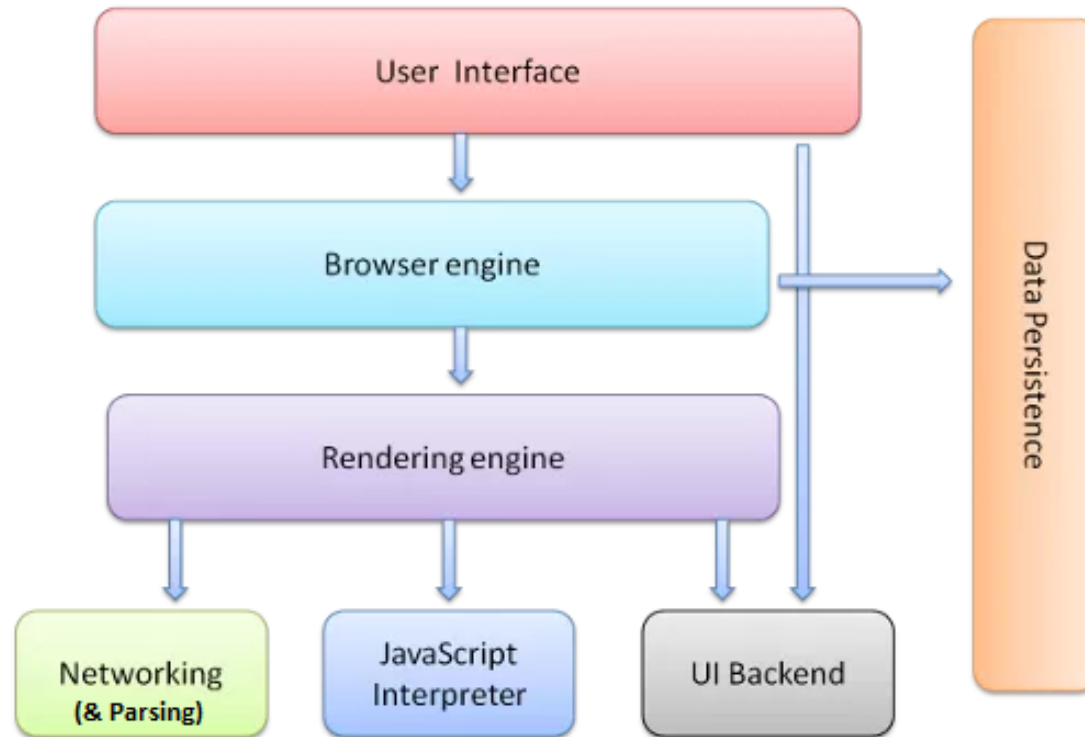 User Interface
Browser engine
Data Persistence
Rendering engine
Networking
(& Parsing)
JavaScript
Interpreter
UI Backend